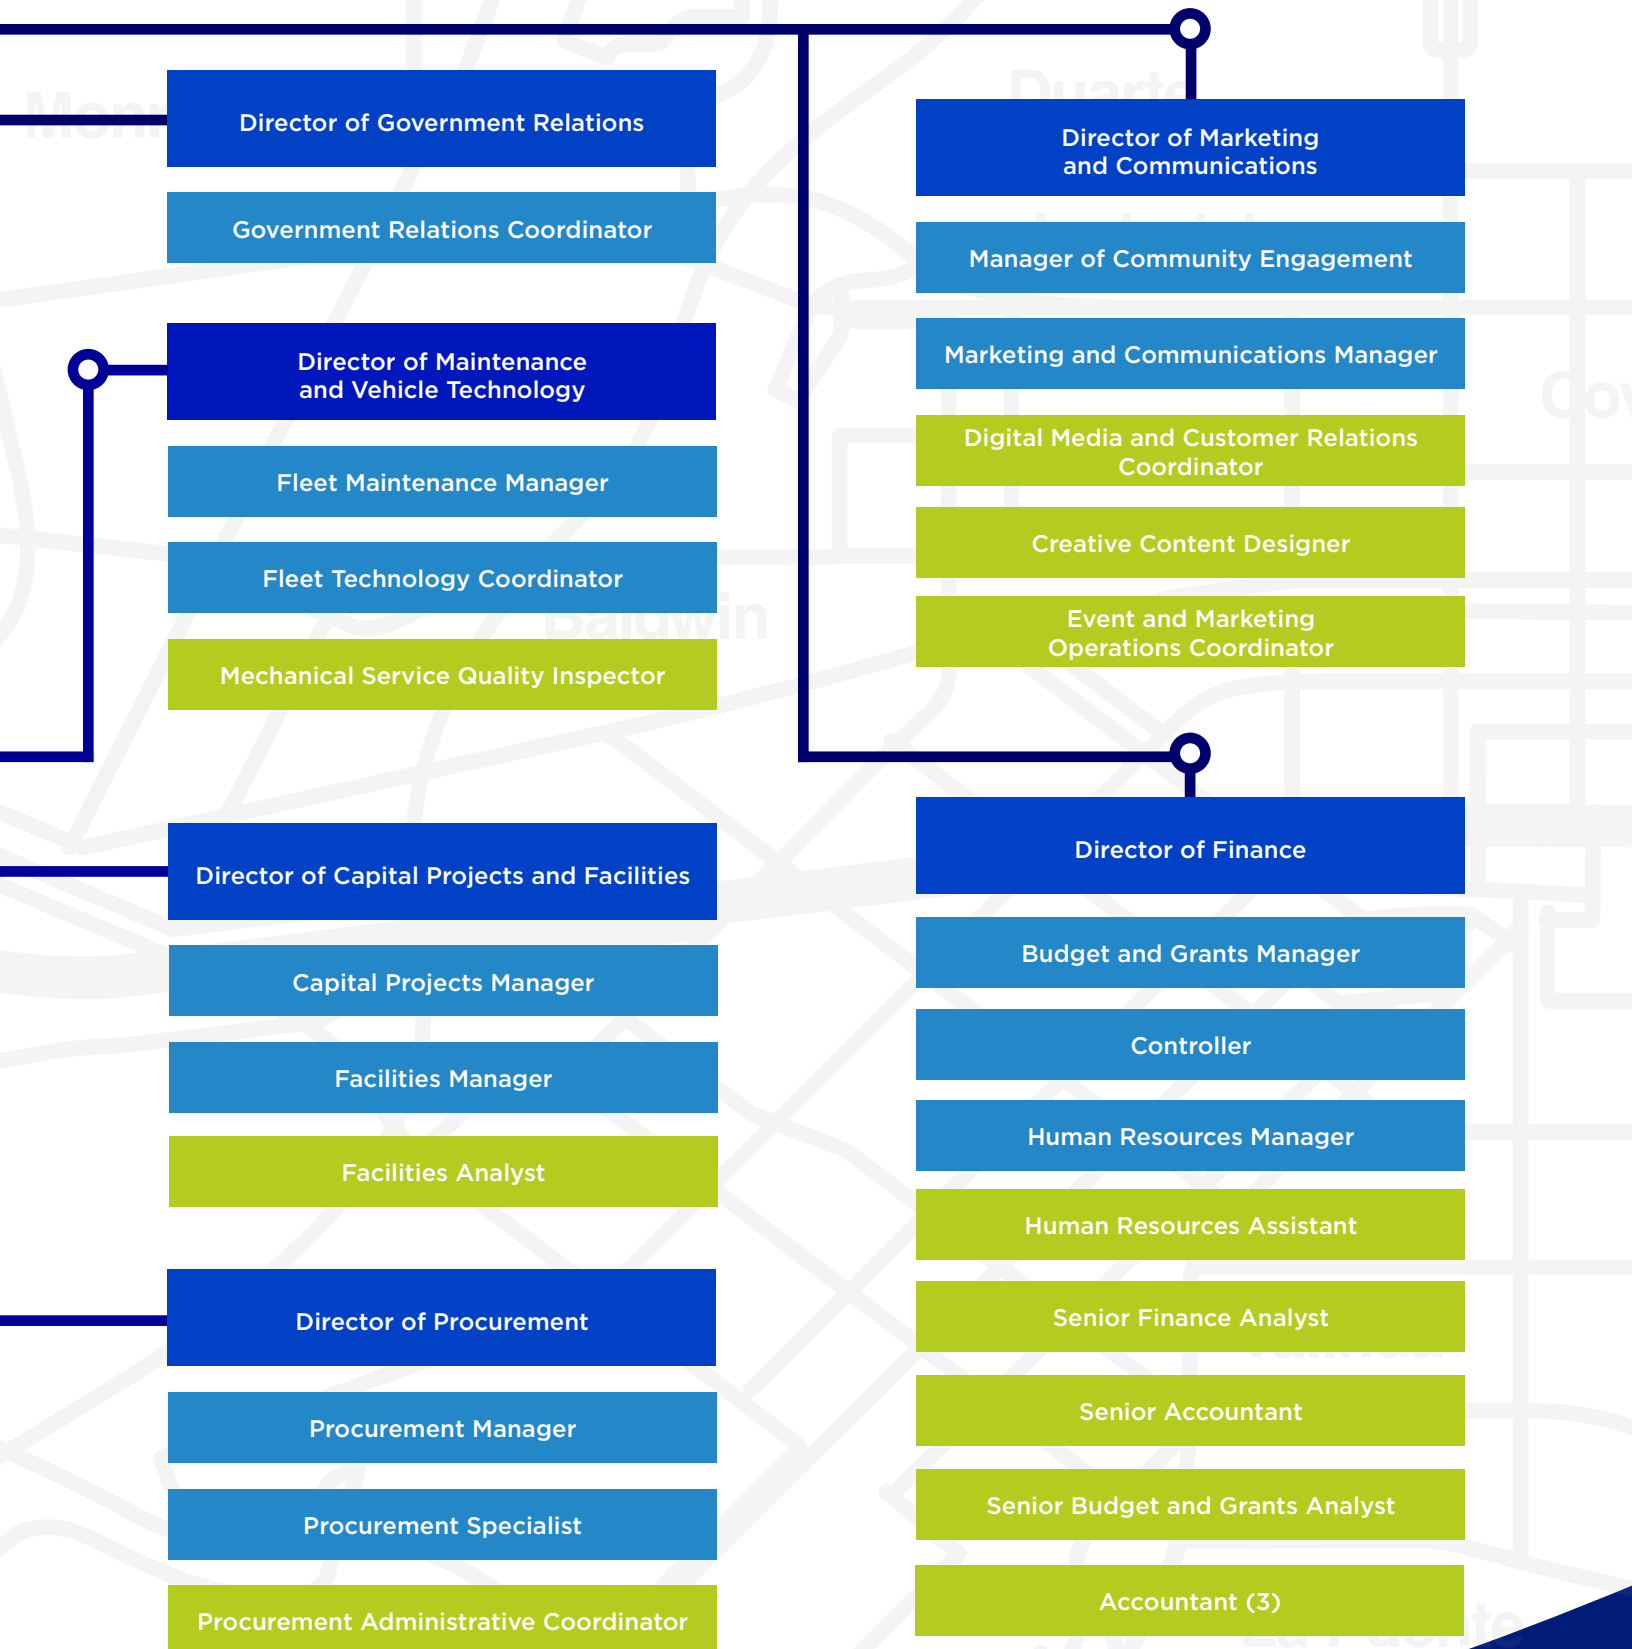 Director of Government Relations
Government Relations Coordinator
Director of Maintenance
and Vehicle Technology
Fleet Maintenance Manager
Fleet Technology Coordinator
Mechanical Service Quality Inspector
Director of Capital Projects and Facilities
Capital Projects Manager
Facilities Manager
Facilities Analyst
Director of Procurement
Procurement Manager
Procurement Specialist
Procurement Administrative Coordinator
Duarte
Director of Marketing
and Communications
Manager of Community Engagement
Marketing and Communications Manager
Digital Media and Customer Relations
Coordinator
Creative Content Designer
Event and Marketing
Operations Coordinator
Baldwin
Director of Finance
Budget and Grants Manager
Controller
Human Resources Manager
Human Resources Assistant
Senior Finance Analyst
Senior Accountant
Senior Budget and Grants Analyst
Accountant (3)